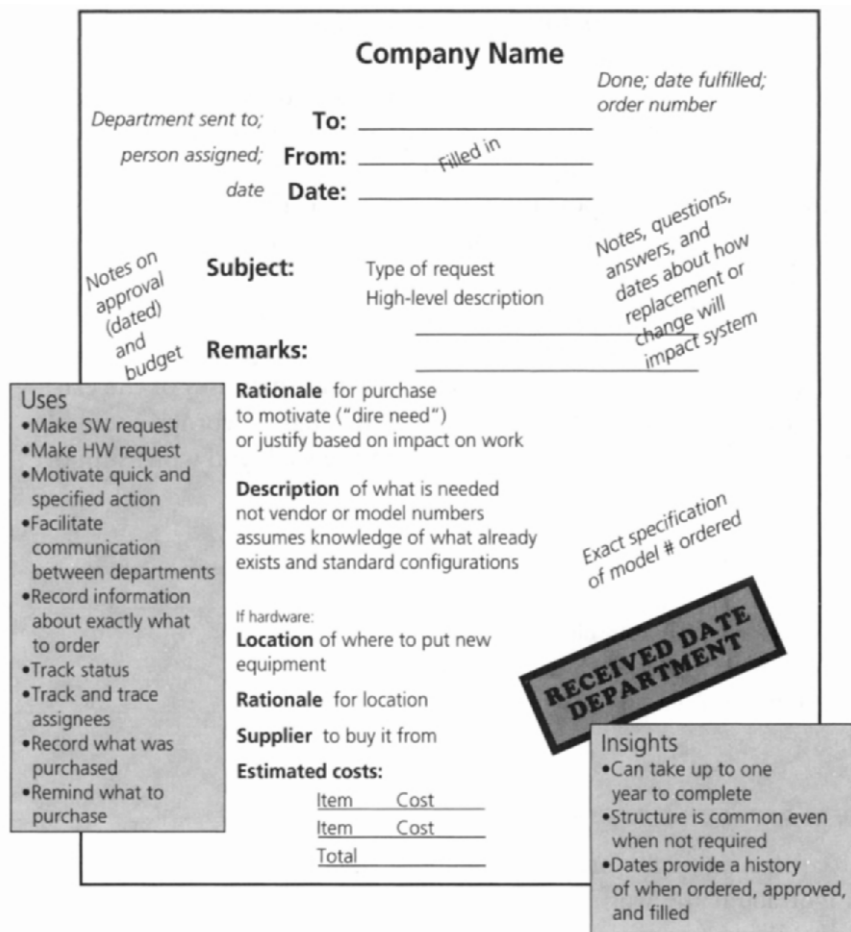 Company Name
Done; date fulfilled;
order number
Department sent to;
To:
person assigned;
From:
Filled in
date
Date:
Notes on
approval
(dated)
and
budget
Subject:
Type of request
High-level description
Notes, questions,
answers, and
dates about how
replacement or
change will
impact system
Remarks:
Uses
•Make SW request
•Make HW request
•Motivate quick and
specified action
•Facilitate
communication
between departments
•Record information
about exactly what
to order
•Track status
•Track and trace
assignees
•Record what was
purchased
•Remind what to
purchase
Rationale for purchase
to motivate ("dire need")
or justify based on impact on work
Description of what is needed
not vendor or model numbers
assumes knowledge of what already
exists and standard configurations
Exact specification
of model # ordered
If hardware:
Location of where to put new
equipment
Rationale for location
Supplier to buy it from
Estimated costs:
Item Cost
Item Cost
Total
RECEIVED DATE
DEPARTMENT
Insights
•Can take up to one
year to complete
•Structure is common even
when not required
•Dates provide a history
of when ordered, approved,
and filled